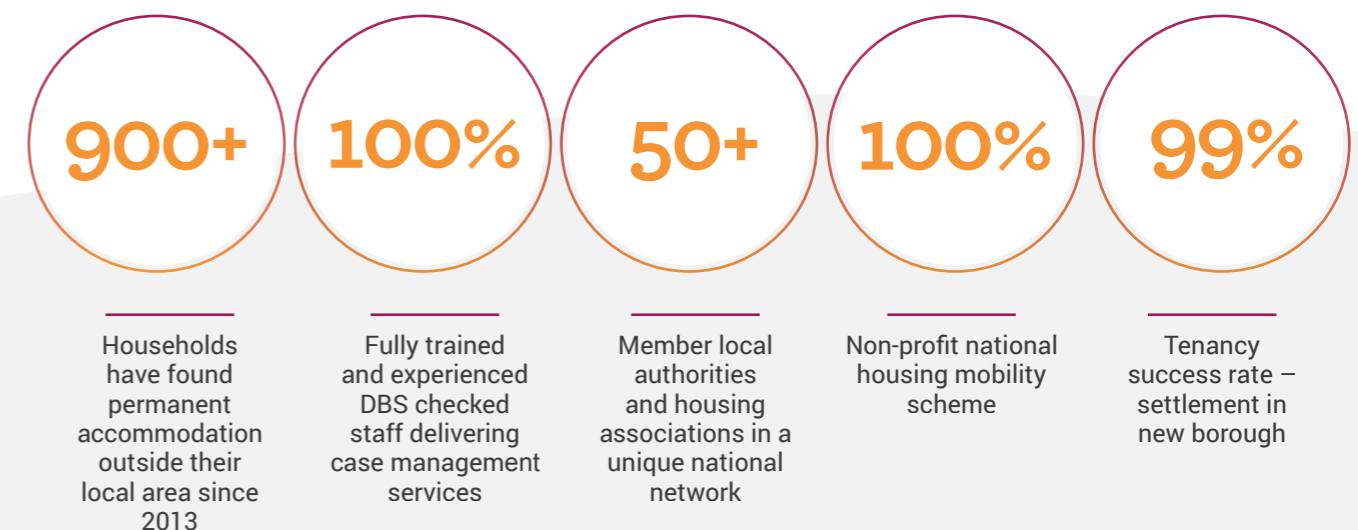 900+
Households
have found
permanent
accommodation
outside their
local area since
2013
100%
Fully trained
and experienced
DBS checked
staff delivering
case management
services
50+
Member local
authorities
and housing
associations in a
unique national
network
100%
Non-profit national
housing mobility
scheme
99%
Tenancy
success rate –
settlement in
new borough